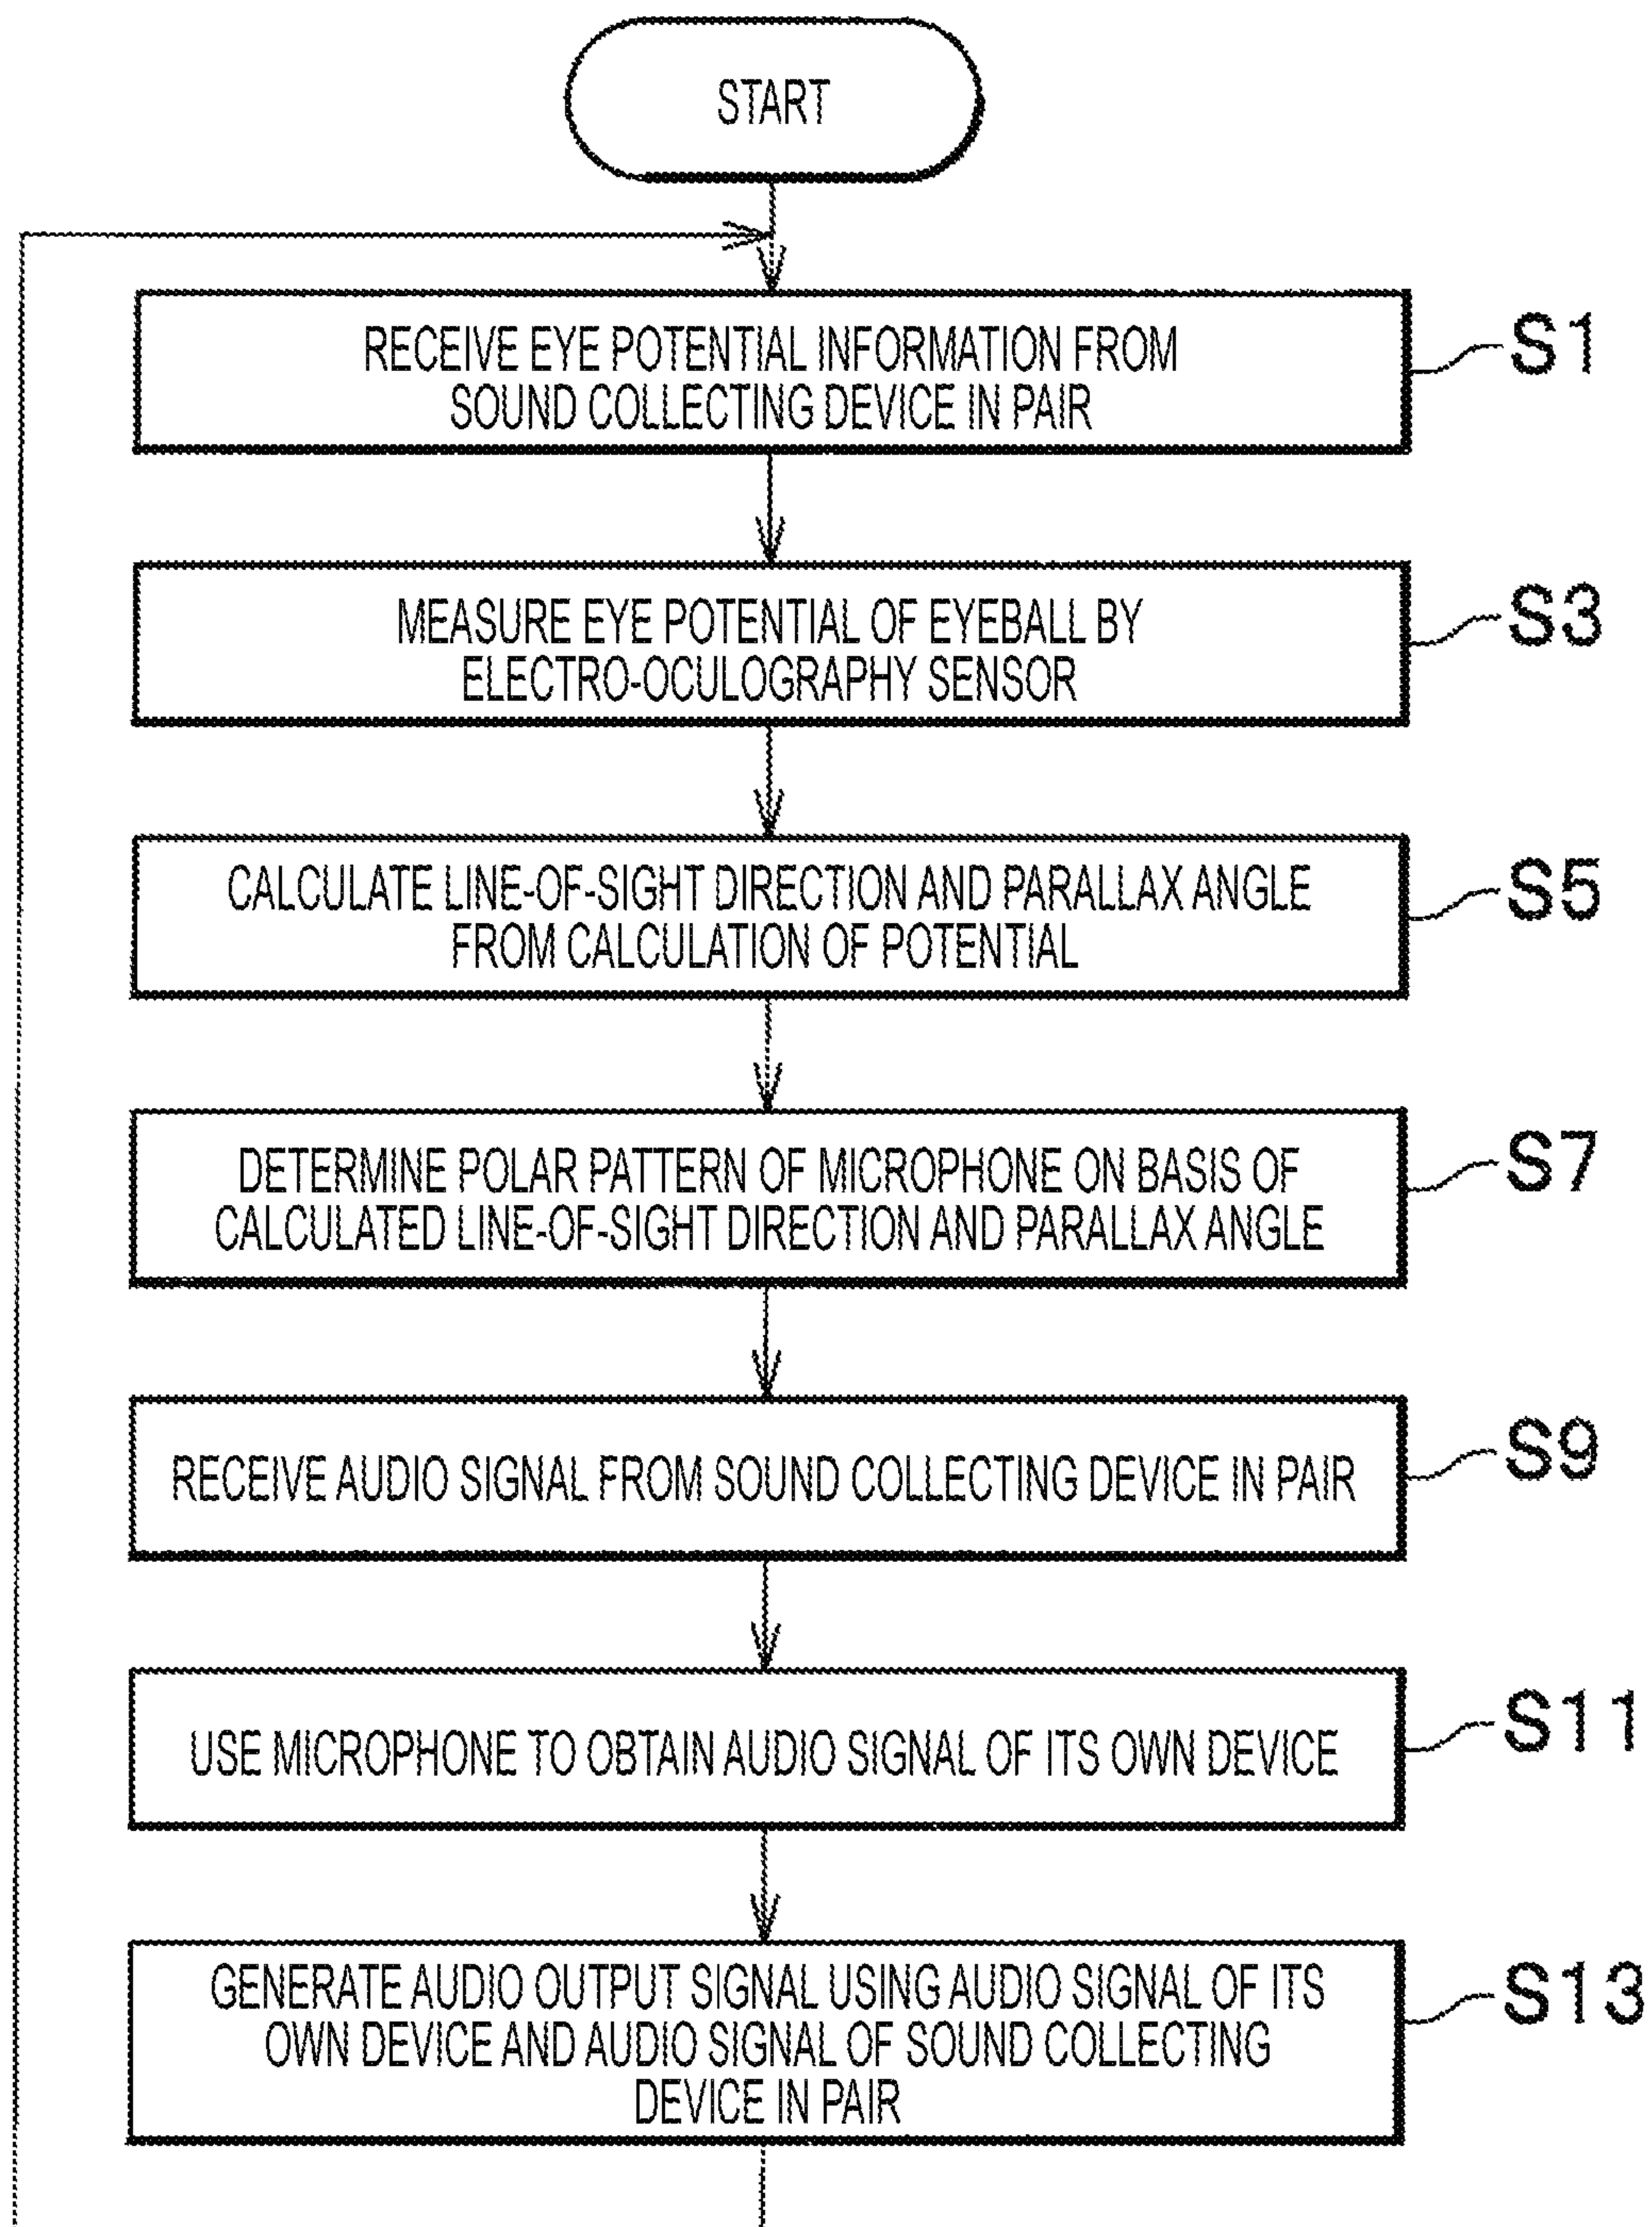 START
RECEIVE EYE POTENTIAL INFORMATION FROM
SOUND COLLECTING DEVICE IN PAIR
S1
MEASURE EYE POTENTIAL OF EYEBALL BY
ELECTRO-OCULOGRAPHY SENSOR
S3
CALCULATE LINE-OF-SIGHT DIRECTION AND PARALLAX ANGLE
FROM CALCULATION OF POTENTIAL
S5
DETERMINE POLAR PATTERN OF MICROPHONE ON BASIS OF
CALCULATED LINE-OF-SIGHT DIRECTION AND PARALLAX ANGLE
S7
RECEIVE AUDIO SIGNAL FROM SOUND COLLECTING DEVICE IN PAIR
S9
USE MICROPHONE TO OBTAIN AUDIO SIGNAL OF ITS OWN DEVICE
S11
GENERATE AUDIO OUTPUT SIGNAL USING AUDIO SIGNAL OF ITS
OWN DEVICE AND AUDIO SIGNAL OF SOUND COLLECTING
DEVICE IN PAIR
S13